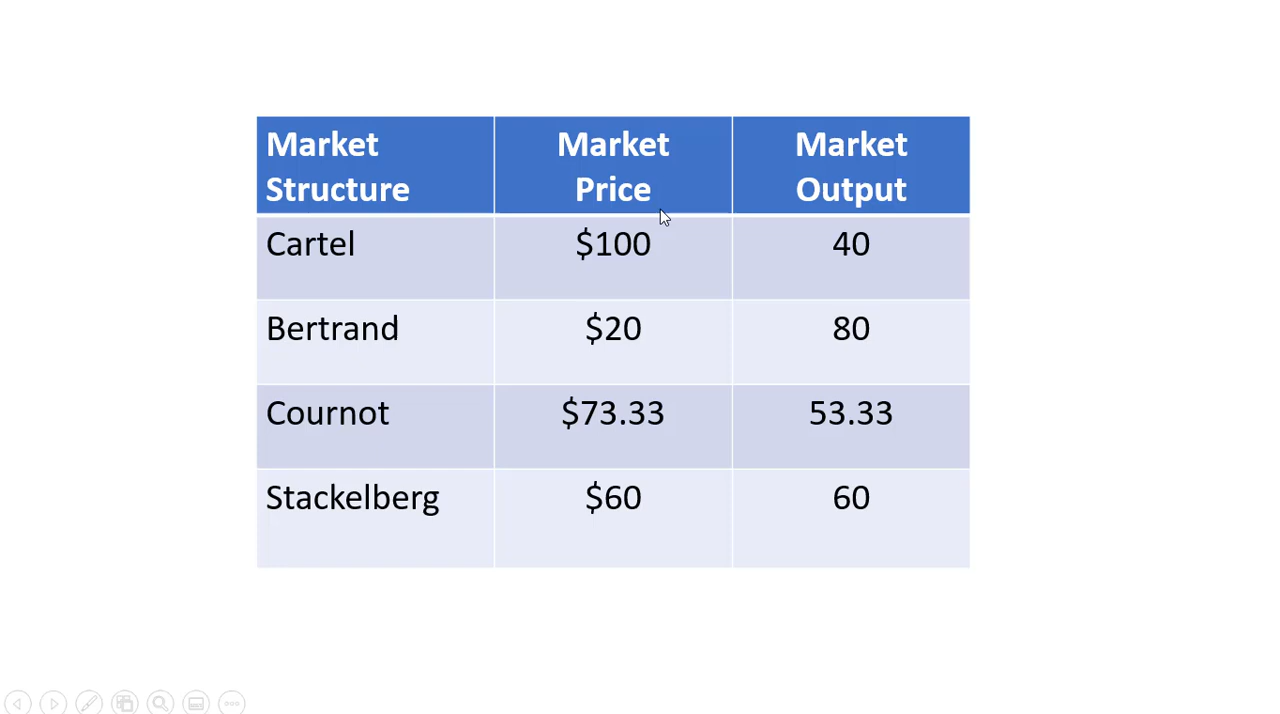 Market Structure	Market Price	Market Output
Cartel	$100	40
Bertrand	$20	80
Cournot	$73.33	53.33
Stackelberg	$60	60